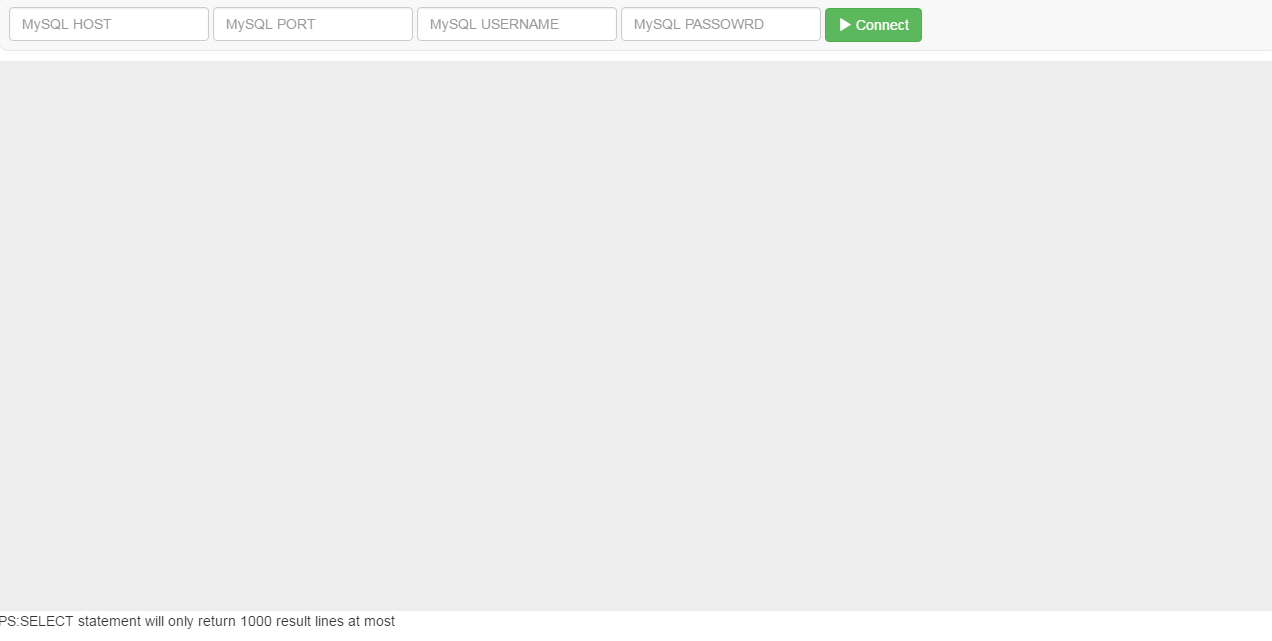 MySQL HOST MySQL PORT MySQL USERNAME MySQL PASSOWRD Connect
PS:SELECT statement will only return 1000 result lines at most